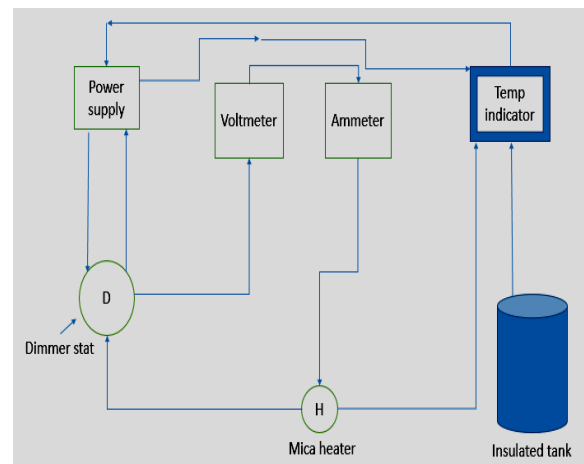 Power
supply
Voltmeter
Ammeter
Temp
indicator
D
Dimmer stat
H
Mica heater
Insulated tank